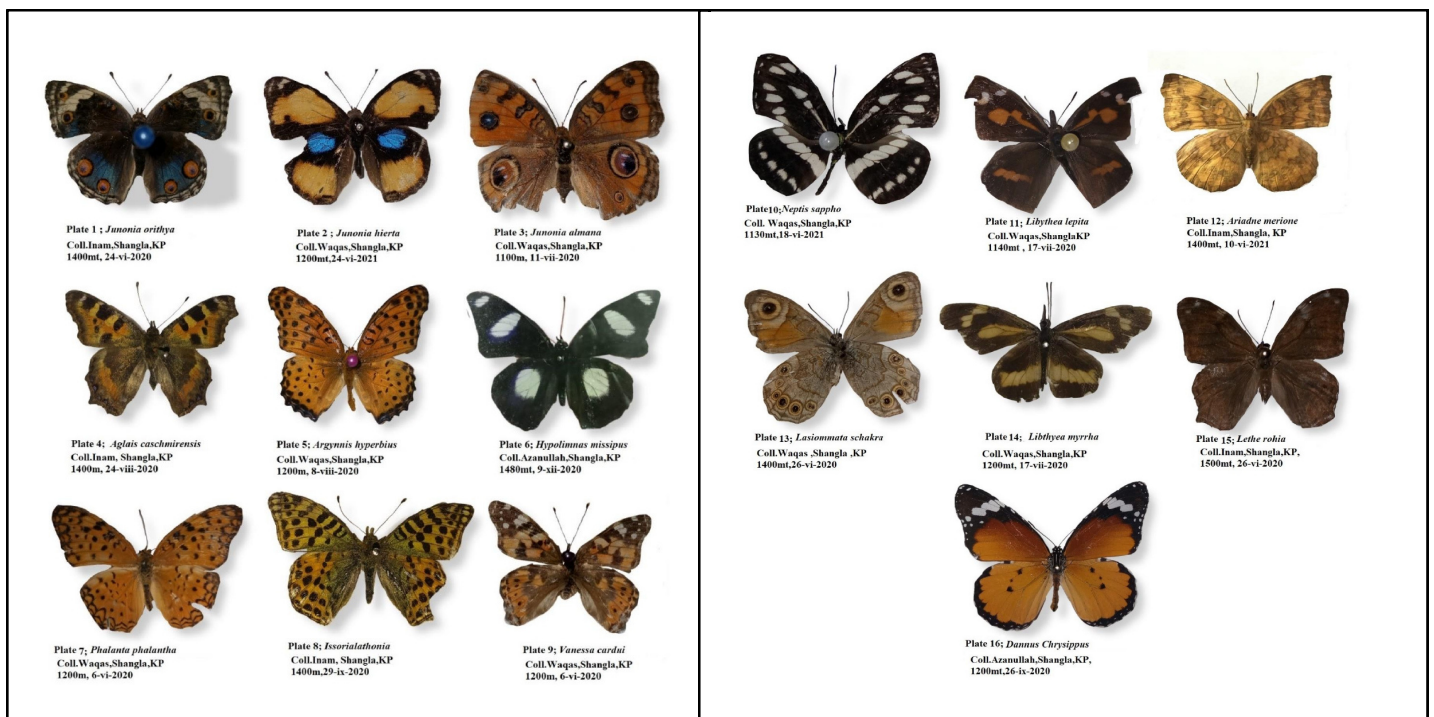 Plate 1 ; Junonia orithya
Coll.Inam,Shangla,KP
1400mt, 24-vi-2020
Plate 2 ; Junonia hierta
Coll.Waqas,Shangla,KP
1200mt,24-vi-2021
Plate 3; Junonia almana
Coll.Waqas,Shangla,KP
1100m, 11-vii-2020
Plate 4; Aglais caschmirensis
Coll.Inam, Shangla,KP
1400m, 24-viii-2020
Plate 5; Argynnis hyperbius
Coll.Waqas,Shangla,KP
1200m, 8-viii-2020
Plate 6; Hypolimnas missipus
Coll.Azanullah,Shangla,KP
1480mt, 9-xii-2020
Plate 7; Phalanta phalantha
Coll.Waqas,Shangla,KP
1200m, 6-vi-2020
Plate 8; Issorialathonia
Coll.Inam, Shangla,KP
1400m,29-ix-2020
Plate 9; Vanessa cardui
Coll.Waqas,Shangla,KP
1200m, 6-vi-2020
Plate10;Neptis sappho
Coll. Waqas,Shangla,KP
1130mt,18-vi-2021
Plate 11; Libythea lepita
Coll.Waqas,ShanglaKP
1140mt , 17-vii-2020
Plate 12; Ariadne merione
Coll.Inam,Shangla, KP
1400mt, 10-vi-2021
Plate 13; Lasiommata schakra
Coll.Waqas ,Shangla ,KP
1400mt,26-vi-2020
Plate 14; Libthyea myrrha
Coll.Waqas,Shangla,KP
1200mt, 17-vii-2020
Plate 15; Lethe rohia
Coll.Inam,Shangla,KP,
1500mt, 26-vi-2020
Plate 16; Dannus Chrysippus
Coll.Azanullah,Shangla,KP,
1200mt,26-ix-2020